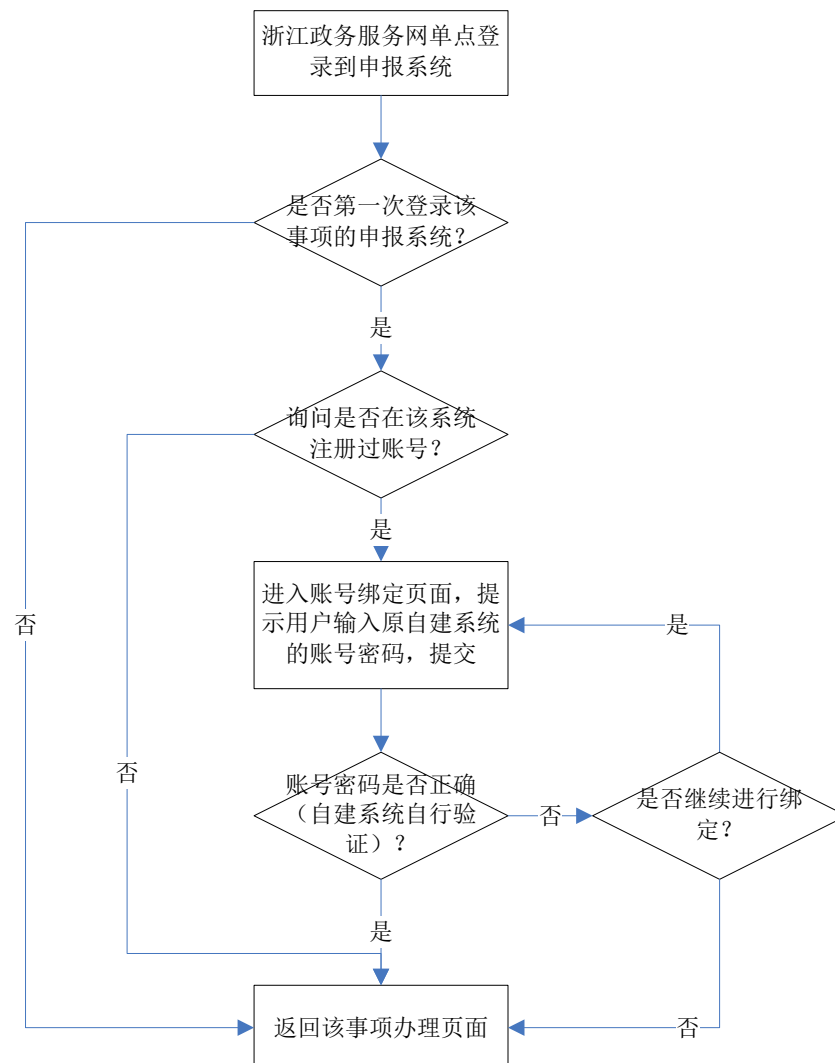 浙江政务服务网单点登
录到申报系统
是否第一次登录该
事项的申报系统？
是
询问是否在该系统
注册过账号？
是
进入账号绑定页面，提
示用户输入原自建系统
的账号密码，提交
否
是
否
账号密码是否正确
（自建系统自行验
证）？
否
是否继续进行绑
定？
是
返回该事项办理页面
否